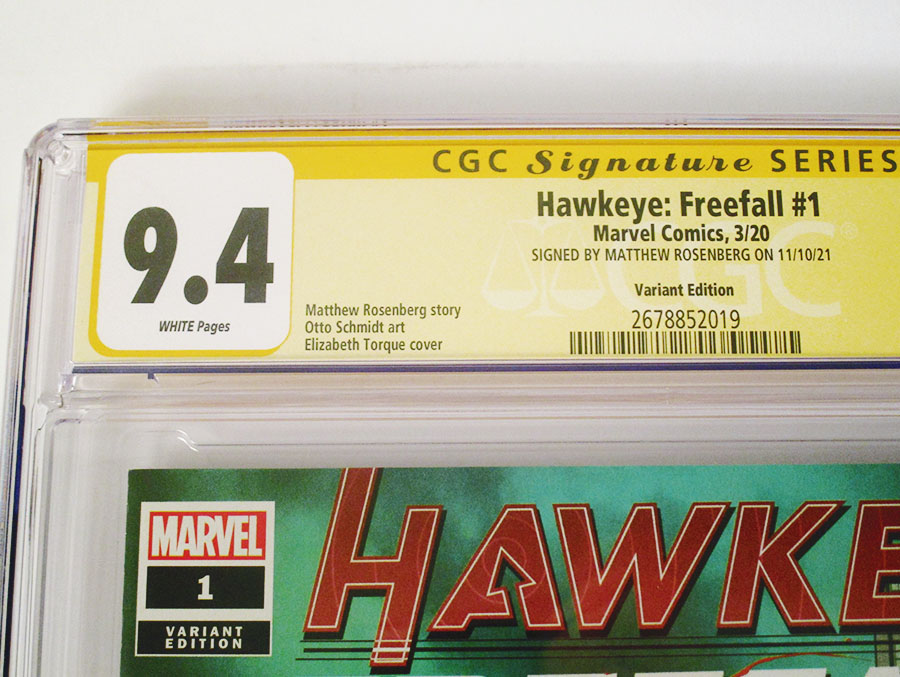 CGC Signature SERIES
9.4
WHITE Pages
Hawkeye: Freefall #1
Marvel Comics, 3/20
SIGNED BY MATTHEW ROSENBERG ON 11/10/21
Variant Edition
2678852019
Matthew Rosenberg story
Otto Schmidt art
Elizabeth Torque cover
CGC
MARVEL
1
VARIANT
EDITION
HAWKE